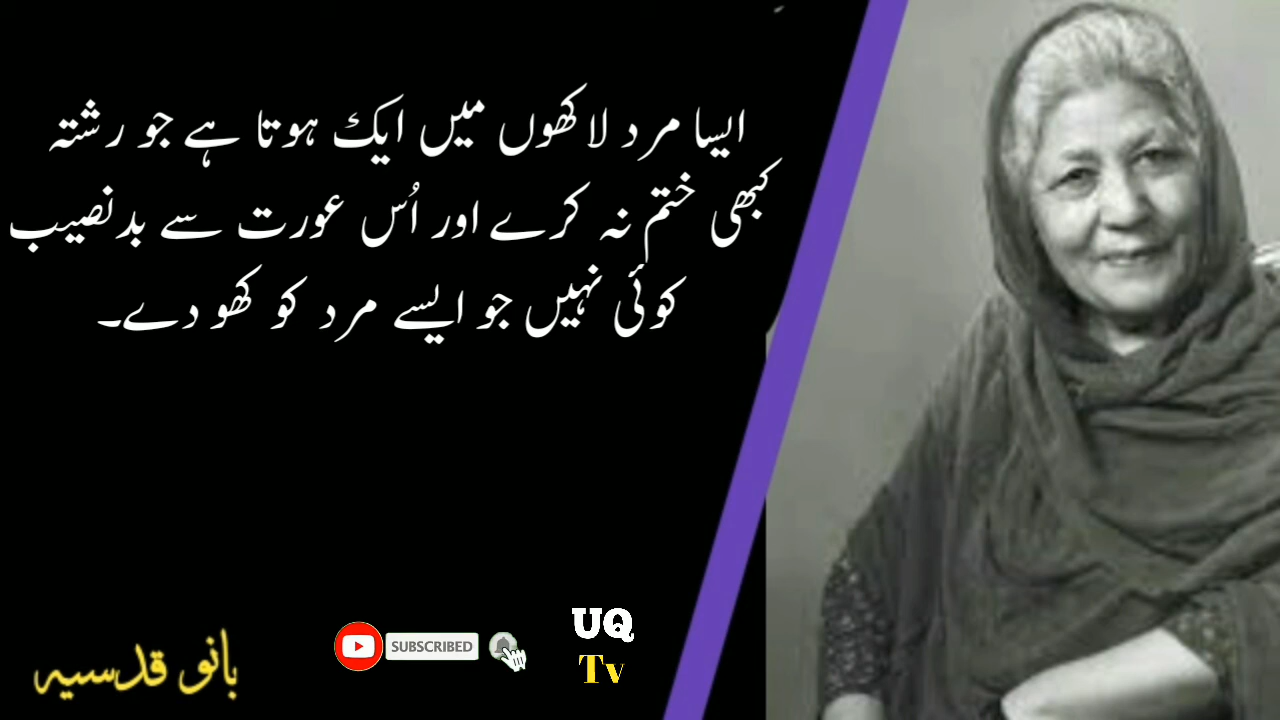 ایسا مرد لاکھوں میں ایک ہوتا ہے جو رشتہ
کبھی ختم نہ کرے اور اُس عورت سے بدنصیب
کوئی نہیں جو ایسے مرد کو کھو دے۔
بانو قدسیہ
SUBSCRIBED
UQ
Tv